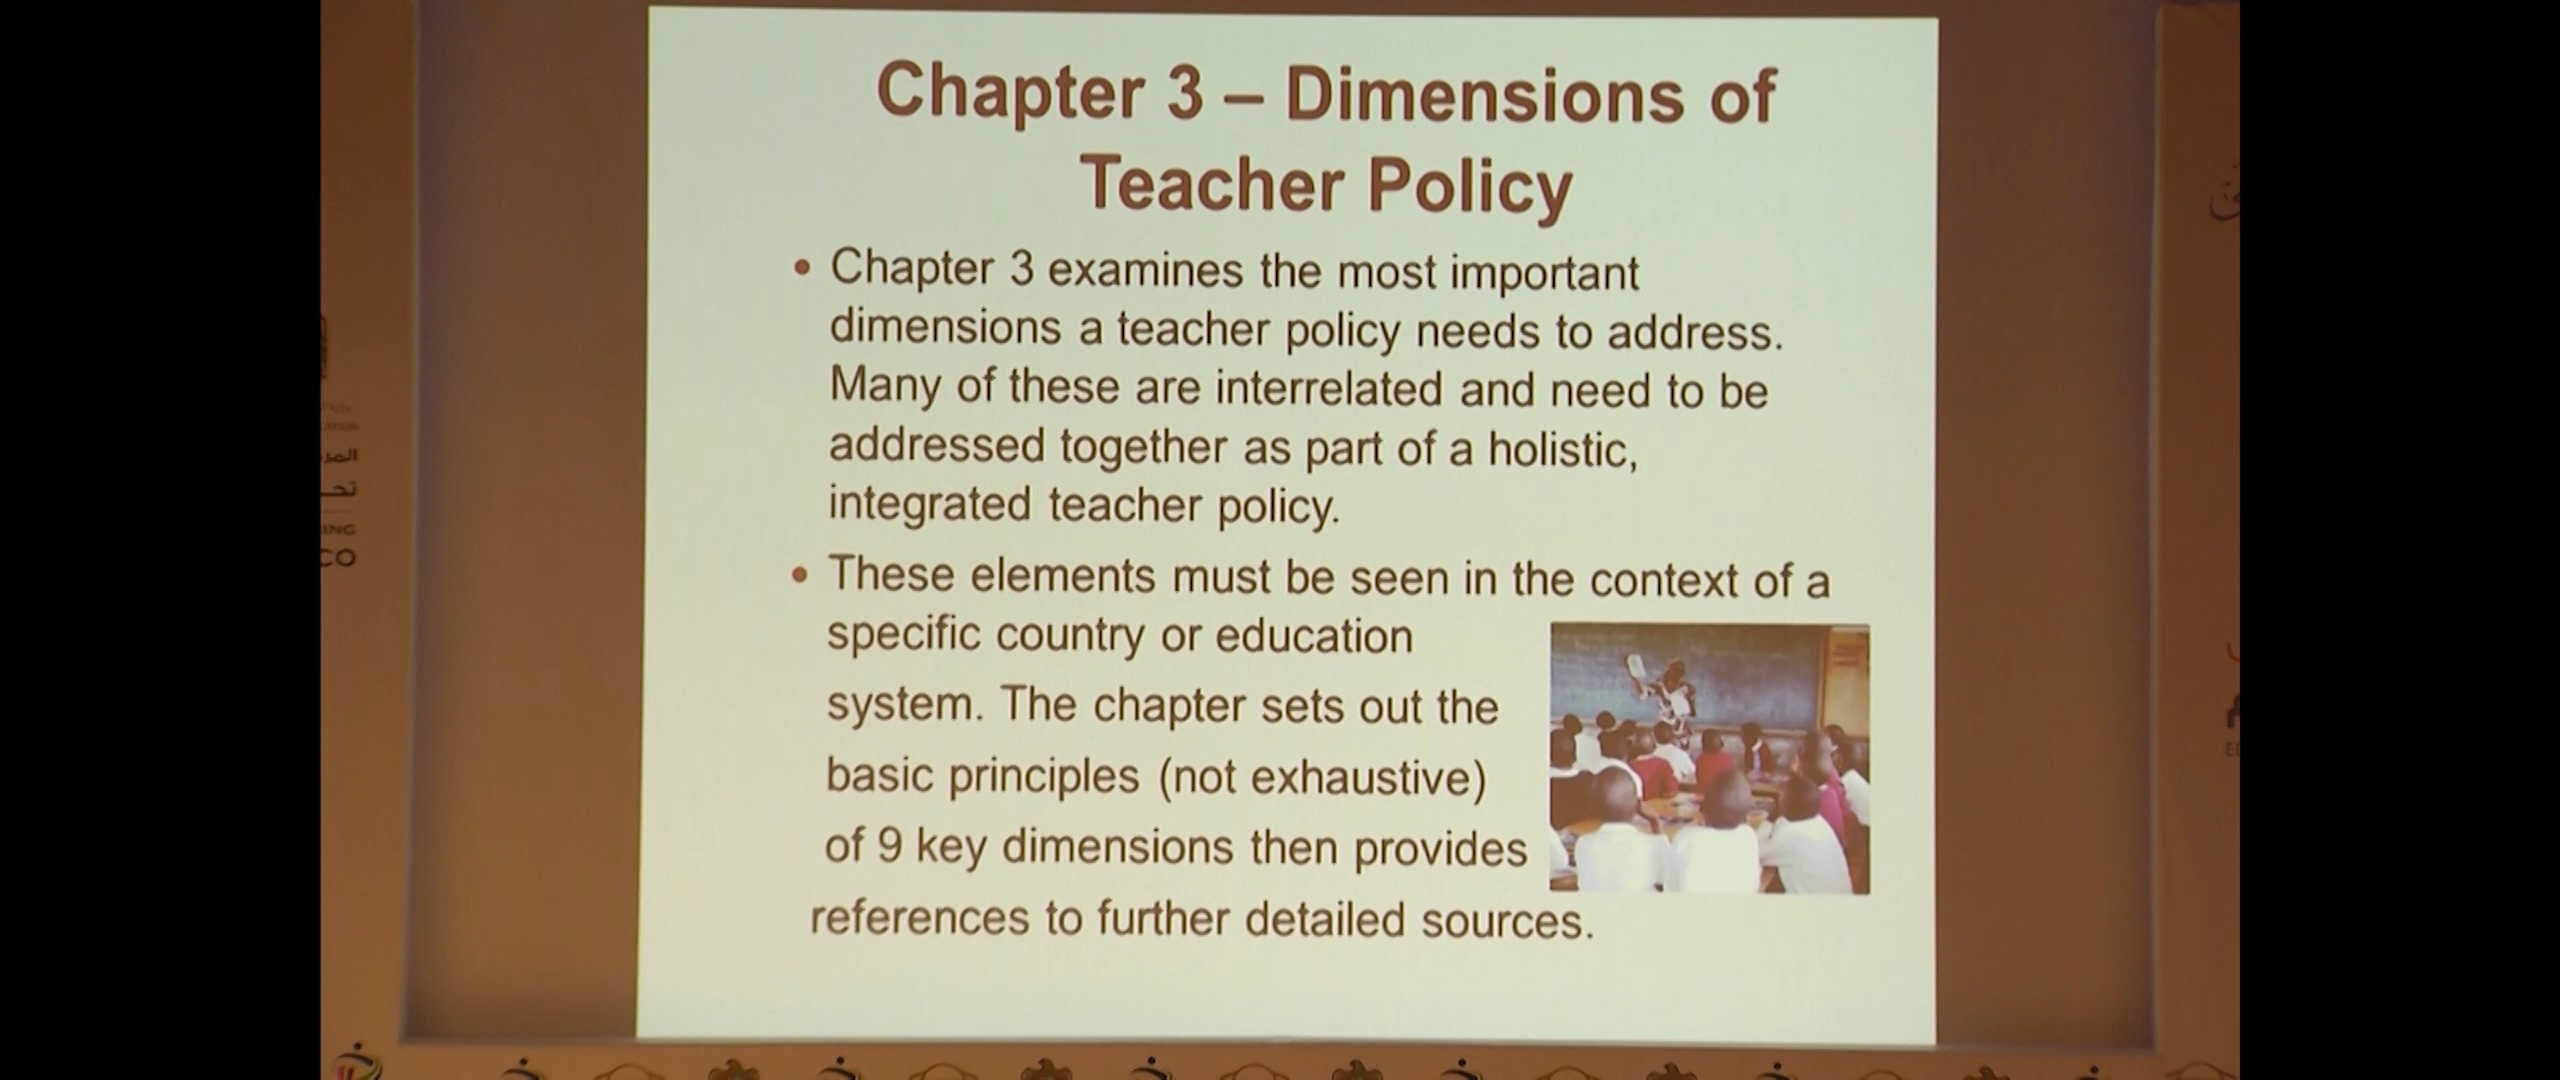 Chapter 3 – Dimensions of
Teacher Policy
• Chapter 3 examines the most important
dimensions a teacher policy needs to address.
Many of these are interrelated and need to be
addressed together as part of a holistic,
integrated teacher policy.
• These elements must be seen in the context of a
specific country or education
system. The chapter sets out the
basic principles (not exhaustive)
of 9 key dimensions then provides
references to further detailed sources.
ING
CO